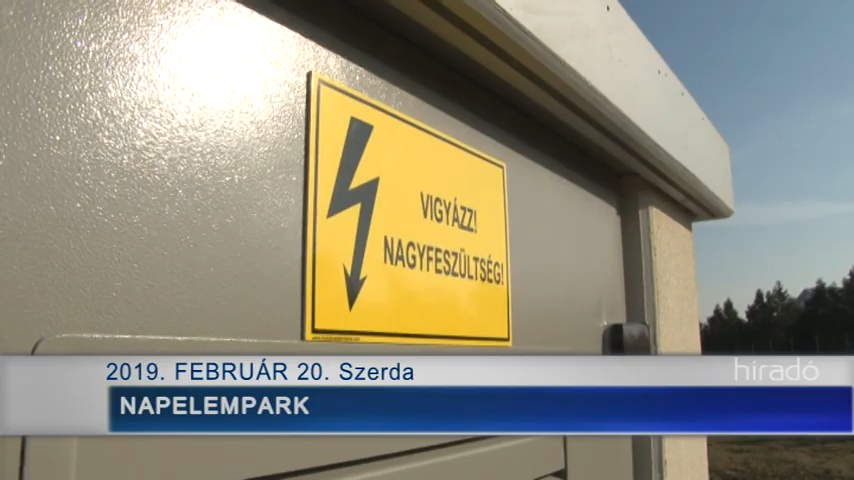 VIGYÁZZ!
NAGYFESZÜLTSÉG!
2019. FEBRUÁR 20. Szerda
híradó
NAPELEMPARK